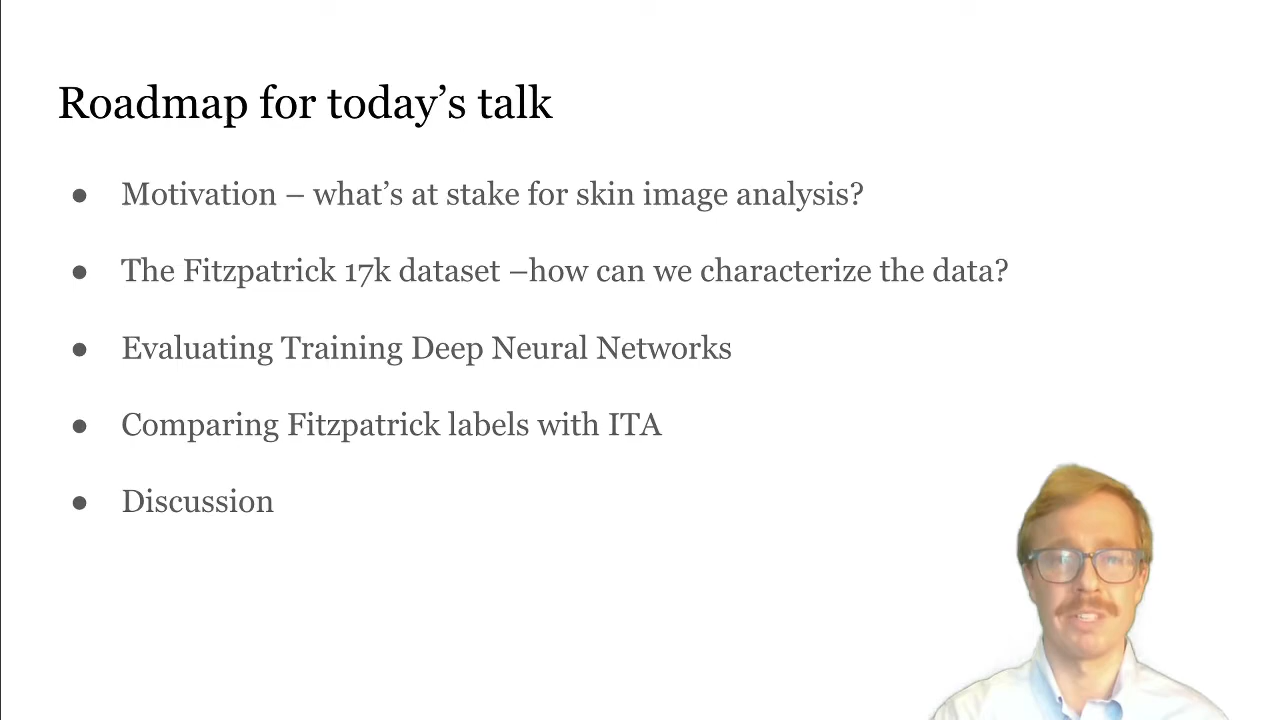 Roadmap for today’s talk
● Motivation – what’s at stake for skin image analysis?
● The Fitzpatrick 17k dataset –how can we characterize the data?
● Evaluating Training Deep Neural Networks
● Comparing Fitzpatrick labels with ITA
● Discussion